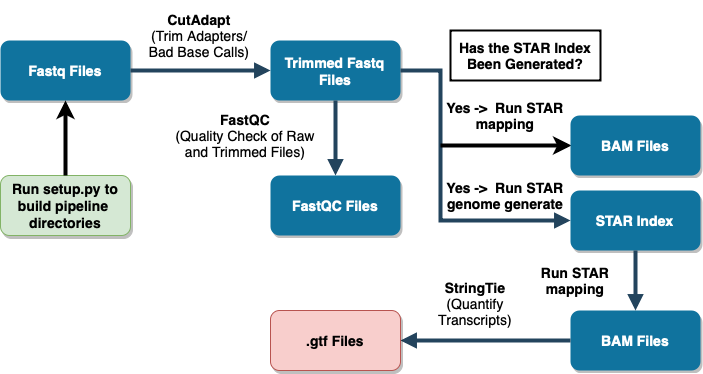 CutAdapt
(Trim Adapters/
Bad Base Calls)
Fastq Files
Trimmed Fastq
Files
Has the STAR Index
Been Generated?
FastQC
(Quality Check of Raw
and Trimmed Files)
Yes -> Run STAR
mapping
BAM Files
Run setup.py to
build pipeline
directories
FastQC Files
Yes -> Run STAR
genome generate
STAR Index
Run STAR
mapping
StringTie
(Quantify
Transcripts)
.gtf Files
BAM Files